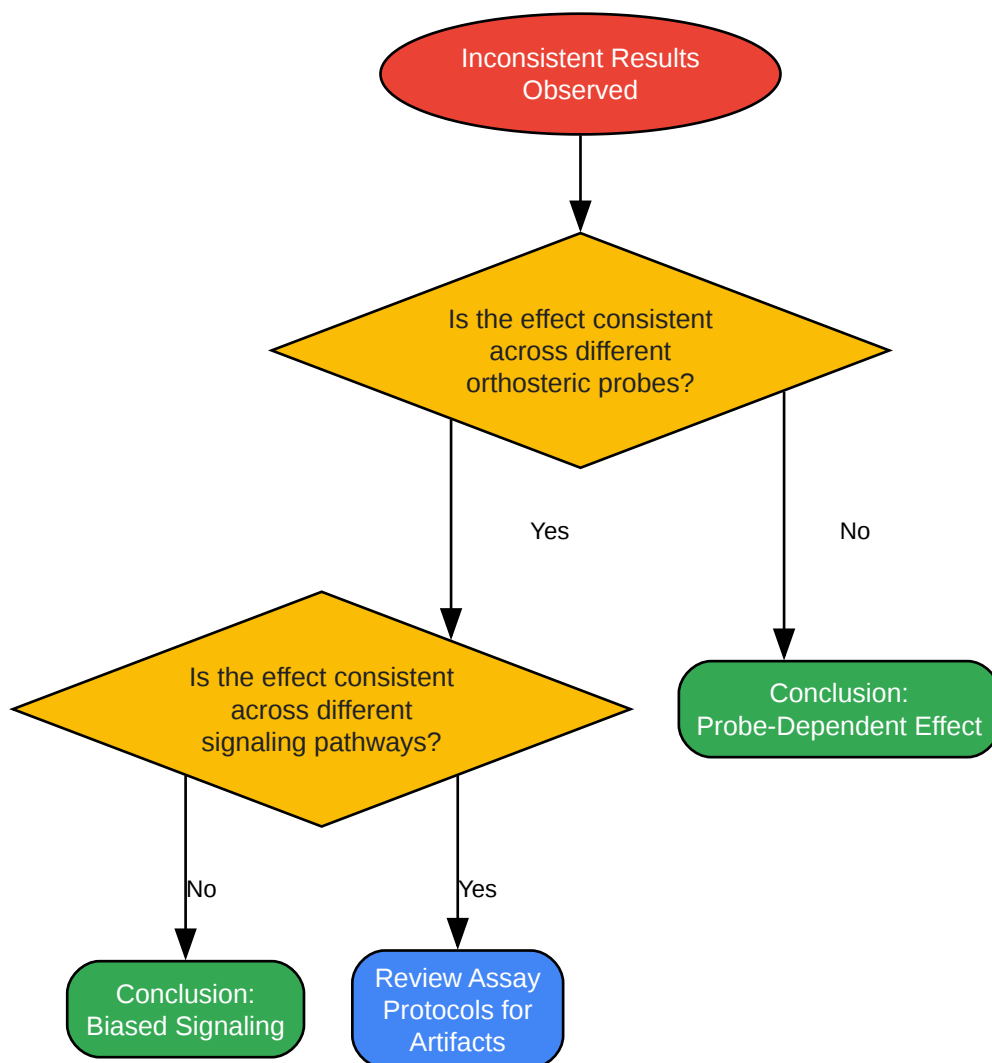 Inconsistent Results
Observed
Is the effect consistent
across different
orthosteric probes?
Yes
No
Is the effect consistent
across different
signaling pathways?
Conclusion:
Probe-Dependent Effect
No
Yes
Conclusion:
Biased Signaling
Review Assay
Protocols for
Artifacts